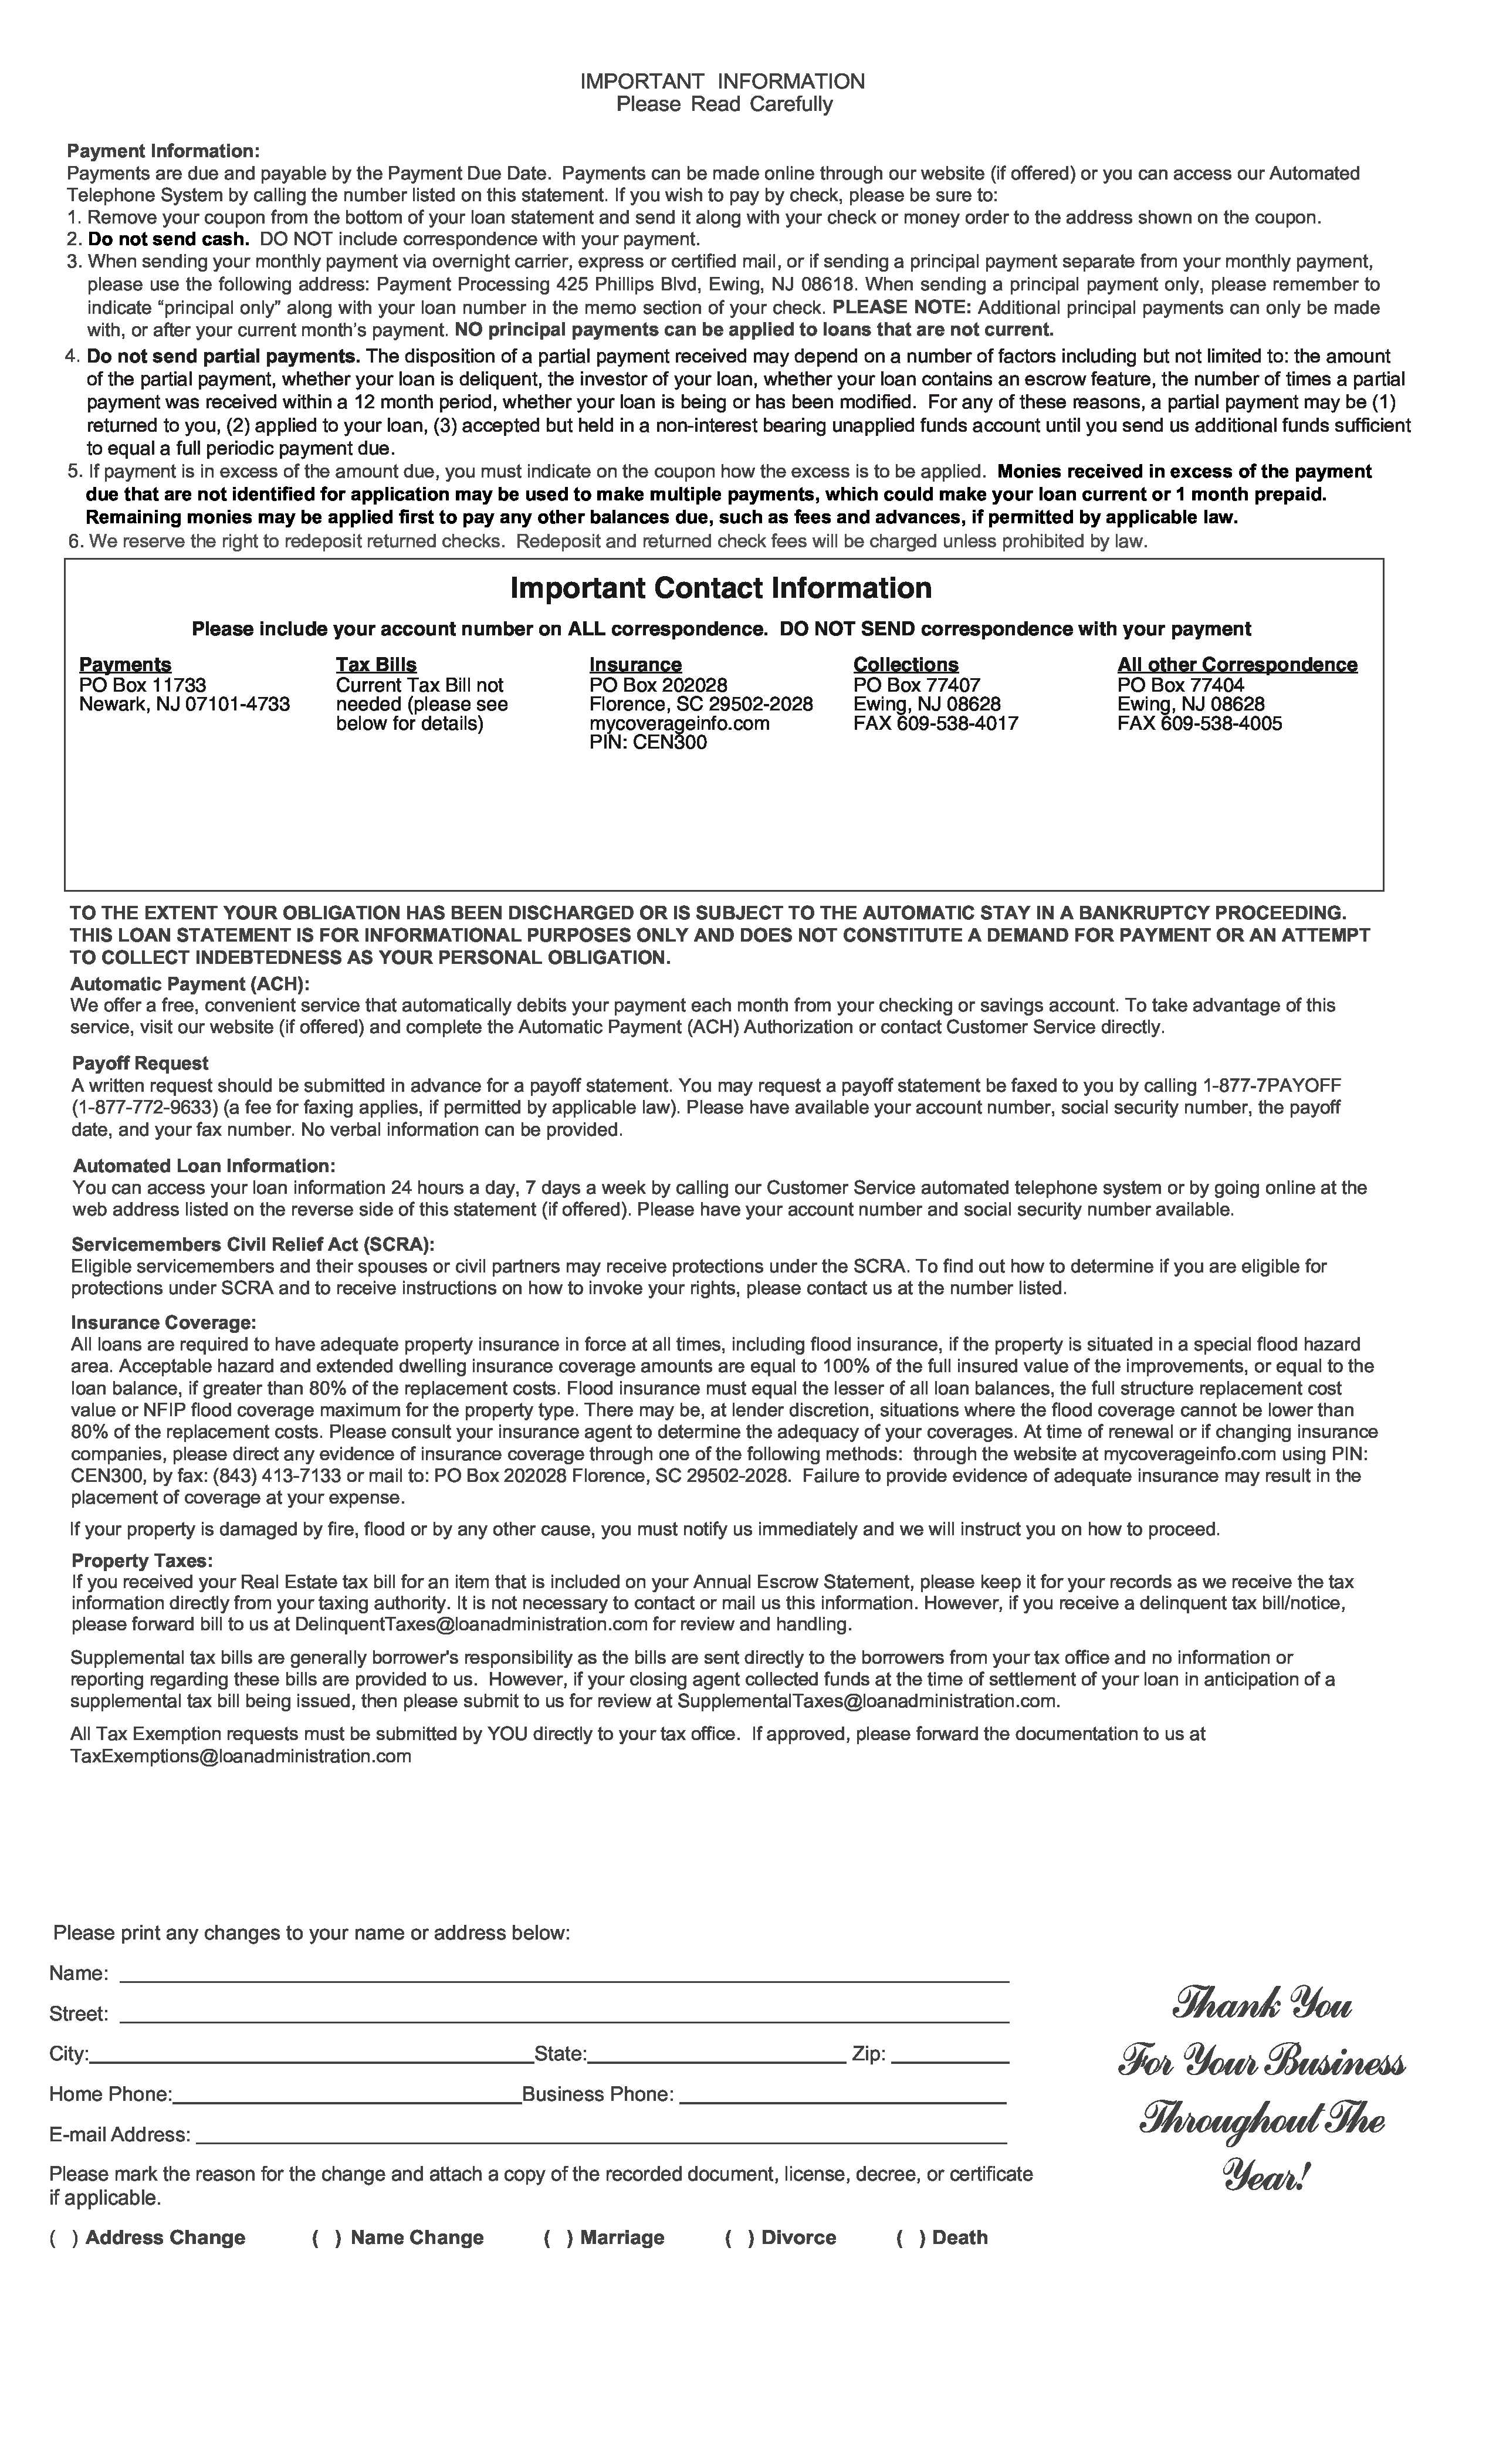 IMPORTANT INFORMATION
Please Read Carefully
Payment Information:
Payments are due and payable by the Payment Due Date. Payments can be made online through our website (if offered) or you can access our Automated
Telephone System by calling the number listed on this statement. If you wish to pay by check, please be sure to:
1. Remove your coupon from the bottom of your loan statement and send it along with your check or money order to the address shown on the coupon.
2. Do not send cash. DO NOT include correspondence with your payment.
3. When sending your monthly payment via overnight carrier, express or certified mail, or if sending a principal payment separate from your monthly payment,
please use the following address: Payment Processing 425 Phillips Blvd, Ewing, NJ 08618. When sending a principal payment only, please remember to
indicate “principal only” along with your loan number in the memo section of your check. PLEASE NOTE: Additional principal payments can only be made
with, or after your current month’s payment. NO principal payments can be applied to loans that are not current.
4. Do not send partial payments. The disposition of a partial payment received may depend on a number of factors including but not limited to: the amount
of the partial payment, whether your loan is deliquent, the investor of your loan, whether your loan contains an escrow feature, the number of times a partial
payment was received within a 12 month period, whether your loan is being or has been modified. For any of these reasons, a partial payment may be (1)
returned to you, (2) applied to your loan, (3) accepted but held in a non-interest bearing unapplied funds account until you send us additional funds sufficient
to equal a full periodic payment due.
5. If payment is in excess of the amount due, you must indicate on the coupon how the excess is to be applied. Monies received in excess of the payment
due that are not identified for application may be used to make multiple payments, which could make your loan current or 1 month prepaid.
Remaining monies may be applied first to pay any other balances due, such as fees and advances, if permitted by applicable law.
6. We reserve the right to redeposit returned checks. Redeposit and returned check fees will be charged unless prohibited by law.
Important Contact Information
Please include your account number on ALL correspondence. DO NOT SEND correspondence with your payment
Payments
PO Box 11733
Newark, NJ 07101-4733
Tax Bills
Current Tax Bill not
needed (please see
below for details)
Insurance
PO Box 202028
Florence, SC 29502-2028
mycoverageinfo.com
PIN: CEN300
Collections
PO Box 77407
Ewing, NJ 08628
FAX 609-538-4017
All other Correspondence
PO Box 77404
Ewing, NJ 08628
FAX 609-538-4005
TO THE EXTENT YOUR OBLIGATION HAS BEEN DISCHARGED OR IS SUBJECT TO THE AUTOMATIC STAY IN A BANKRUPTCY PROCEEDING.
THIS LOAN STATEMENT IS FOR INFORMATIONAL PURPOSES ONLY AND DOES NOT CONSTITUTE A DEMAND FOR PAYMENT OR AN ATTEMPT
TO COLLECT INDEBTEDNESS AS YOUR PERSONAL OBLIGATION.
Automatic Payment (ACH):
We offer a free, convenient service that automatically debits your payment each month from your checking or savings account. To take advantage of this
service, visit our website (if offered) and complete the Automatic Payment (ACH) Authorization or contact Customer Service directly.
Payoff Request
A written request should be submitted in advance for a payoff statement. You may request a payoff statement be faxed to you by calling 1-877-7PAYOFF
(1-877-772-9633) (a fee for faxing applies, if permitted by applicable law). Please have available your account number, social security number, the payoff
date, and your fax number. No verbal information can be provided.
Automated Loan Information:
You can access your loan information 24 hours a day, 7 days a week by calling our Customer Service automated telephone system or by going online at the
web address listed on the reverse side of this statement (if offered). Please have your account number and social security number available.
Servicemembers Civil Relief Act (SCRA):
Eligible servicemembers and their spouses or civil partners may receive protections under the SCRA. To find out how to determine if you are eligible for
protections under SCRA and to receive instructions on how to invoke your rights, please contact us at the number listed.
Insurance Coverage:
All loans are required to have adequate property insurance in force at all times, including flood insurance, if the property is situated in a special flood hazard
area. Acceptable hazard and extended dwelling insurance coverage amounts are equal to 100% of the full insured value of the improvements, or equal to the
loan balance, if greater than 80% of the replacement costs. Flood insurance must equal the lesser of all loan balances, the full structure replacement cost
value or NFIP flood coverage maximum for the property type. There may be, at lender discretion, situations where the flood coverage cannot be lower than
80% of the replacement costs. Please consult your insurance agent to determine the adequacy of your coverages. At time of renewal or if changing insurance
companies, please direct any evidence of insurance coverage through one of the following methods: through the website at mycoverageinfo.com using PIN:
CEN300, by fax: (843) 413-7133 or mail to: PO Box 202028 Florence, SC 29502-2028. Failure to provide evidence of adequate insurance may result in the
placement of coverage at your expense.
If your property is damaged by fire, flood or by any other cause, you must notify us immediately and we will instruct you on how to proceed.
Property Taxes:
If you received your Real Estate tax bill for an item that is included on your Annual Escrow Statement, please keep it for your records as we receive the tax
information directly from your taxing authority. It is not necessary to contact or mail us this information. However, if you receive a delinquent tax bill/notice,
please forward bill to us at DelinquentTaxes@loanadministration.com for review and handling.
Supplemental tax bills are generally borrower's responsibility as the bills are sent directly to the borrowers from your tax office and no information or
reporting regarding these bills are provided to us. However, if your closing agent collected funds at the time of settlement of your loan in anticipation of a
supplemental tax bill being issued, then please submit to us for review at SupplementalTaxes@loanadministration.com.
All Tax Exemption requests must be submitted by YOU directly to your tax office. If approved, please forward the documentation to us at
TaxExemptions@loanadministration.com
Please print any changes to your name or address below:
Name:
Street:
City: State: Zip:
Home Phone: Business Phone:
E-mail Address:
Please mark the reason for the change and attach a copy of the recorded document, license, decree, or certificate
if applicable.
( ) Address Change ( ) Name Change ( ) Marriage ( ) Divorce ( ) Death
Thank You
For Your Business
Throughout The
Year!